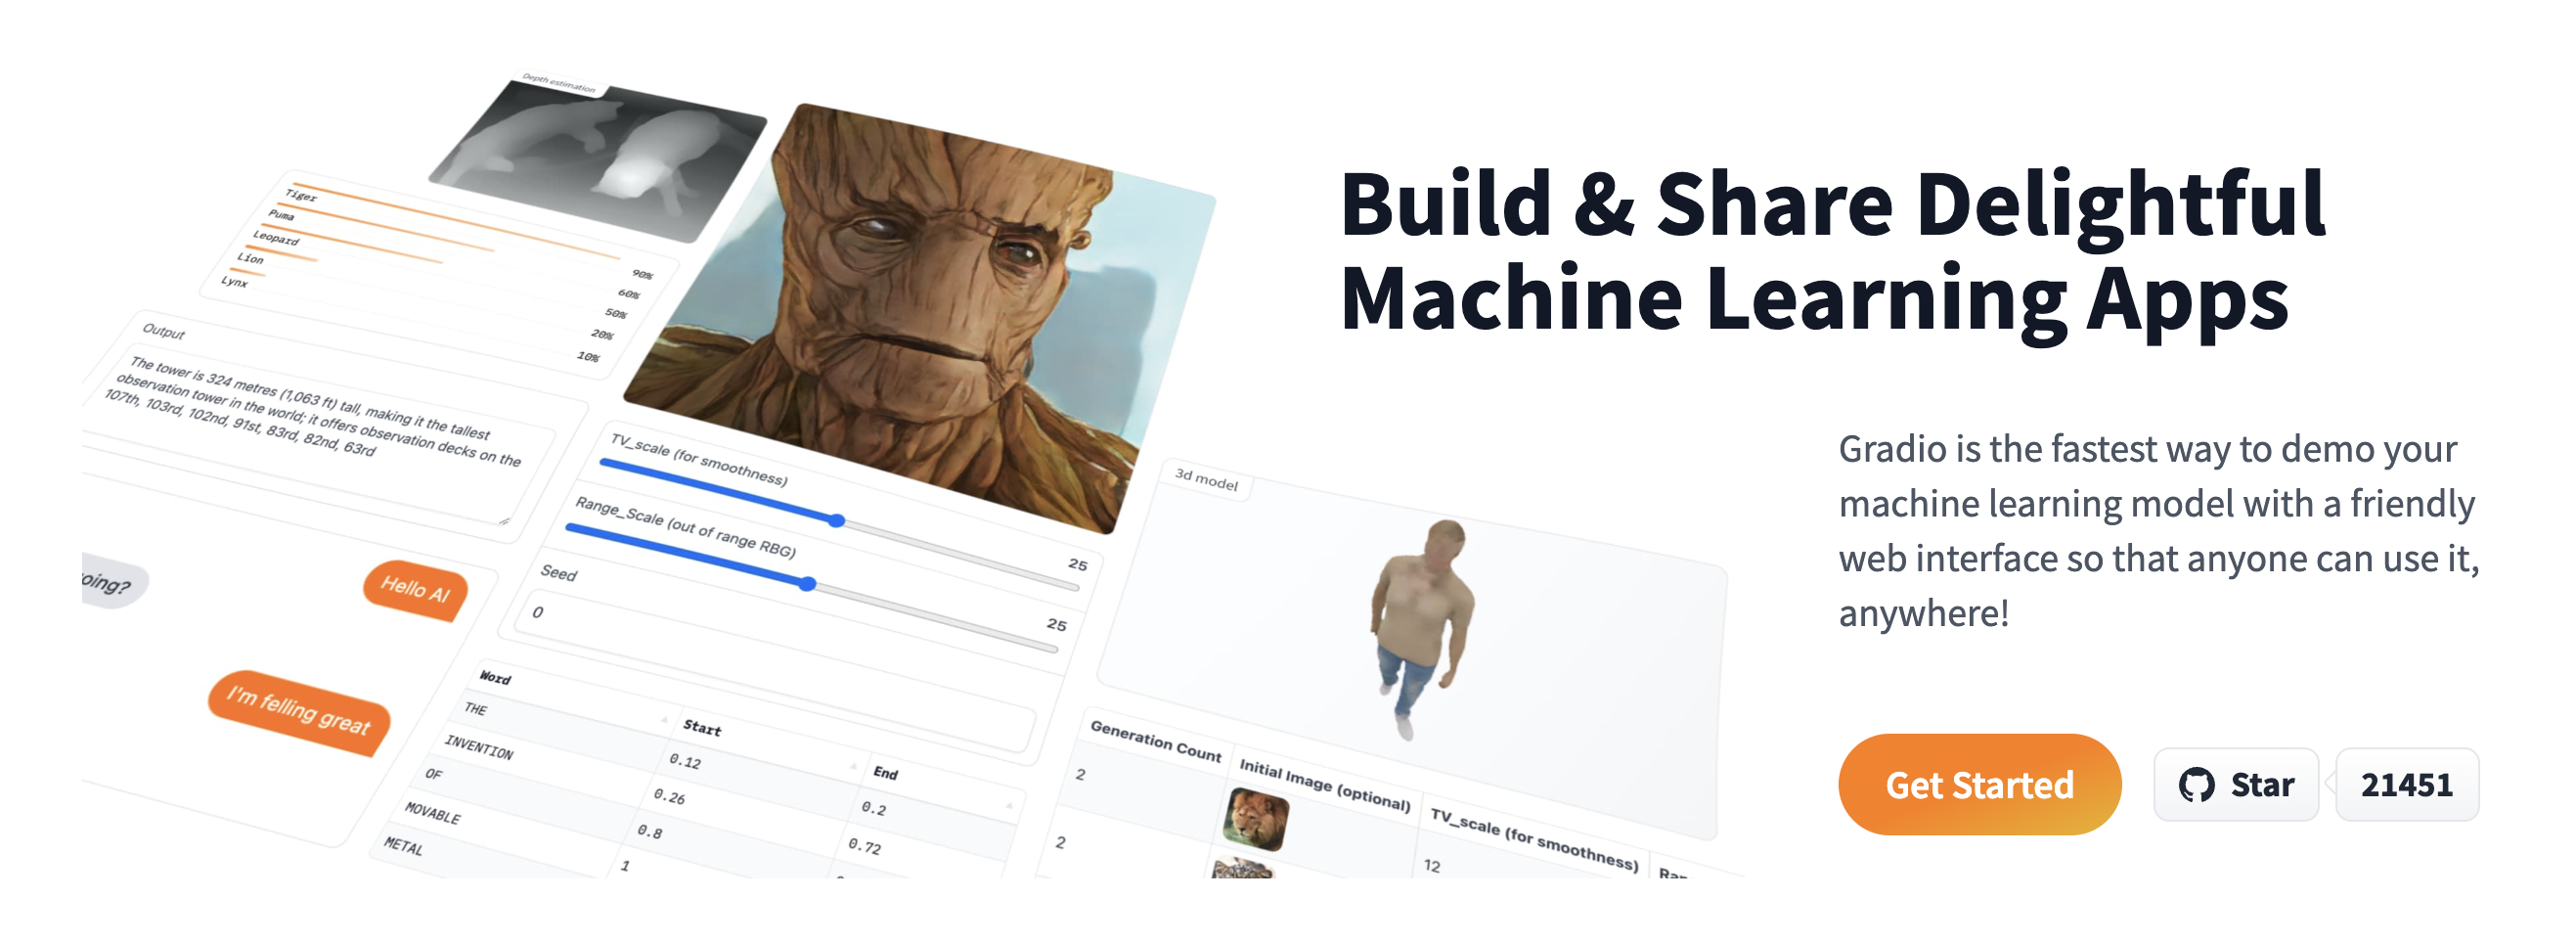 Depth estimation
Tiger
90%
Puma
60%
Leopard
50%
Lion
20%
Lynx
10%
Output
The tower is 324 metres (1,063 ft) tall, making it the tallest
observation tower in the world; it offers observation decks on the
107th, 103rd, 102nd, 91st, 83rd, 82nd, 63rd
oing?
Hello AI
I'm felling great
TV_scale (for smoothness)
25
Range_Scale (out of range RBG)
25
Seed
0
Word Start End
THE 0.12 0.2
INVENTION 0.26 0.72
OF 0.8
MOVABLE 1
METAL
3d model
Generation Count Initial Image (optional) TV_scale (for smoothness)
2 12
2
Build & Share Delightful
Machine Learning Apps
Gradio is the fastest way to demo your
machine learning model with a friendly
web interface so that anyone can use it,
anywhere!
Get Started
Star
21451